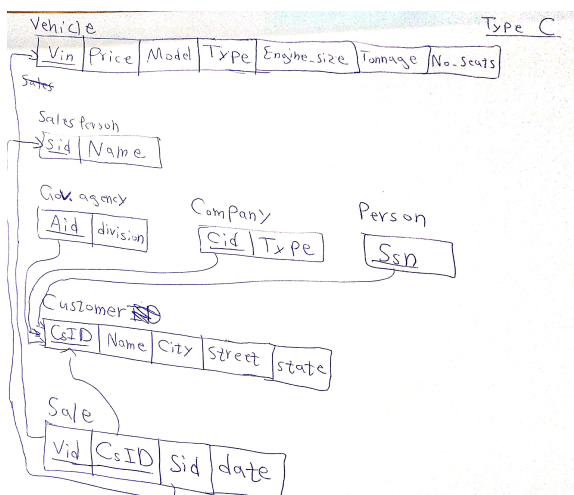 Type C
Vehicle
Vin Price Model Type Engine_size Tonnage No_seats
Sales
Sales Person
Sid Name
Gov. agency
Aid division
Company
Cid Type
Person
Ssn
Customer
CsID Name City Street state
Sale
Vid CsID Sid date